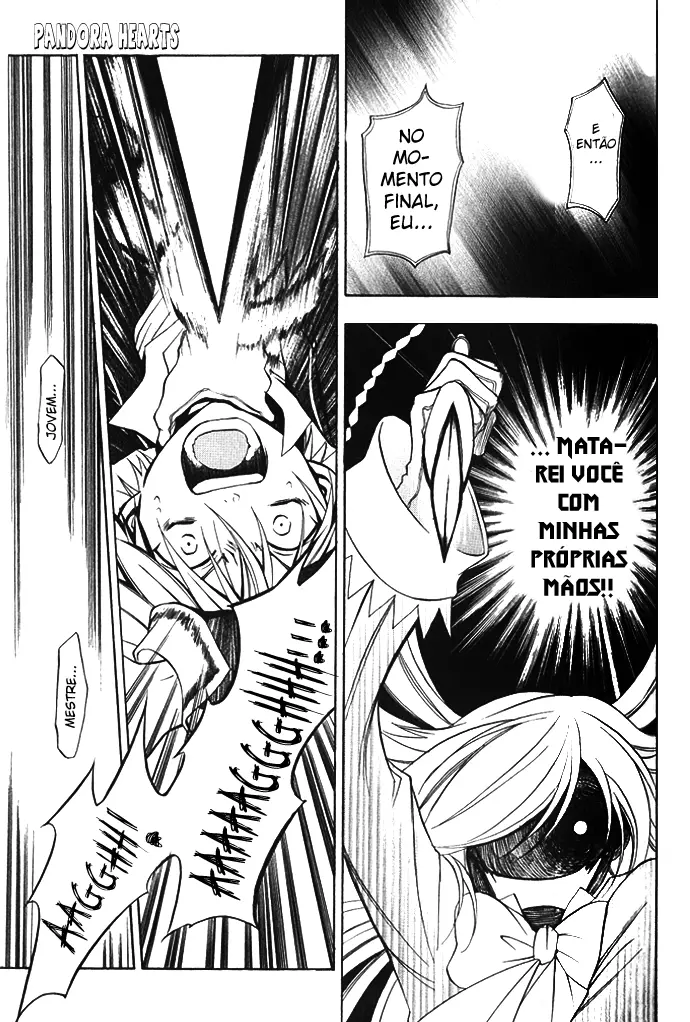 PANDORA HEARTS
E
ENTÃO
...
NO
MO-
MENTO
FINAL,
EU...
... MATA-
REI VOCÊ
COM
MINHAS
PRÓPRIAS
MÃOS!!
AAAAAGGGHHH...
AAGGHH!
JOVEM...
MESTRE...